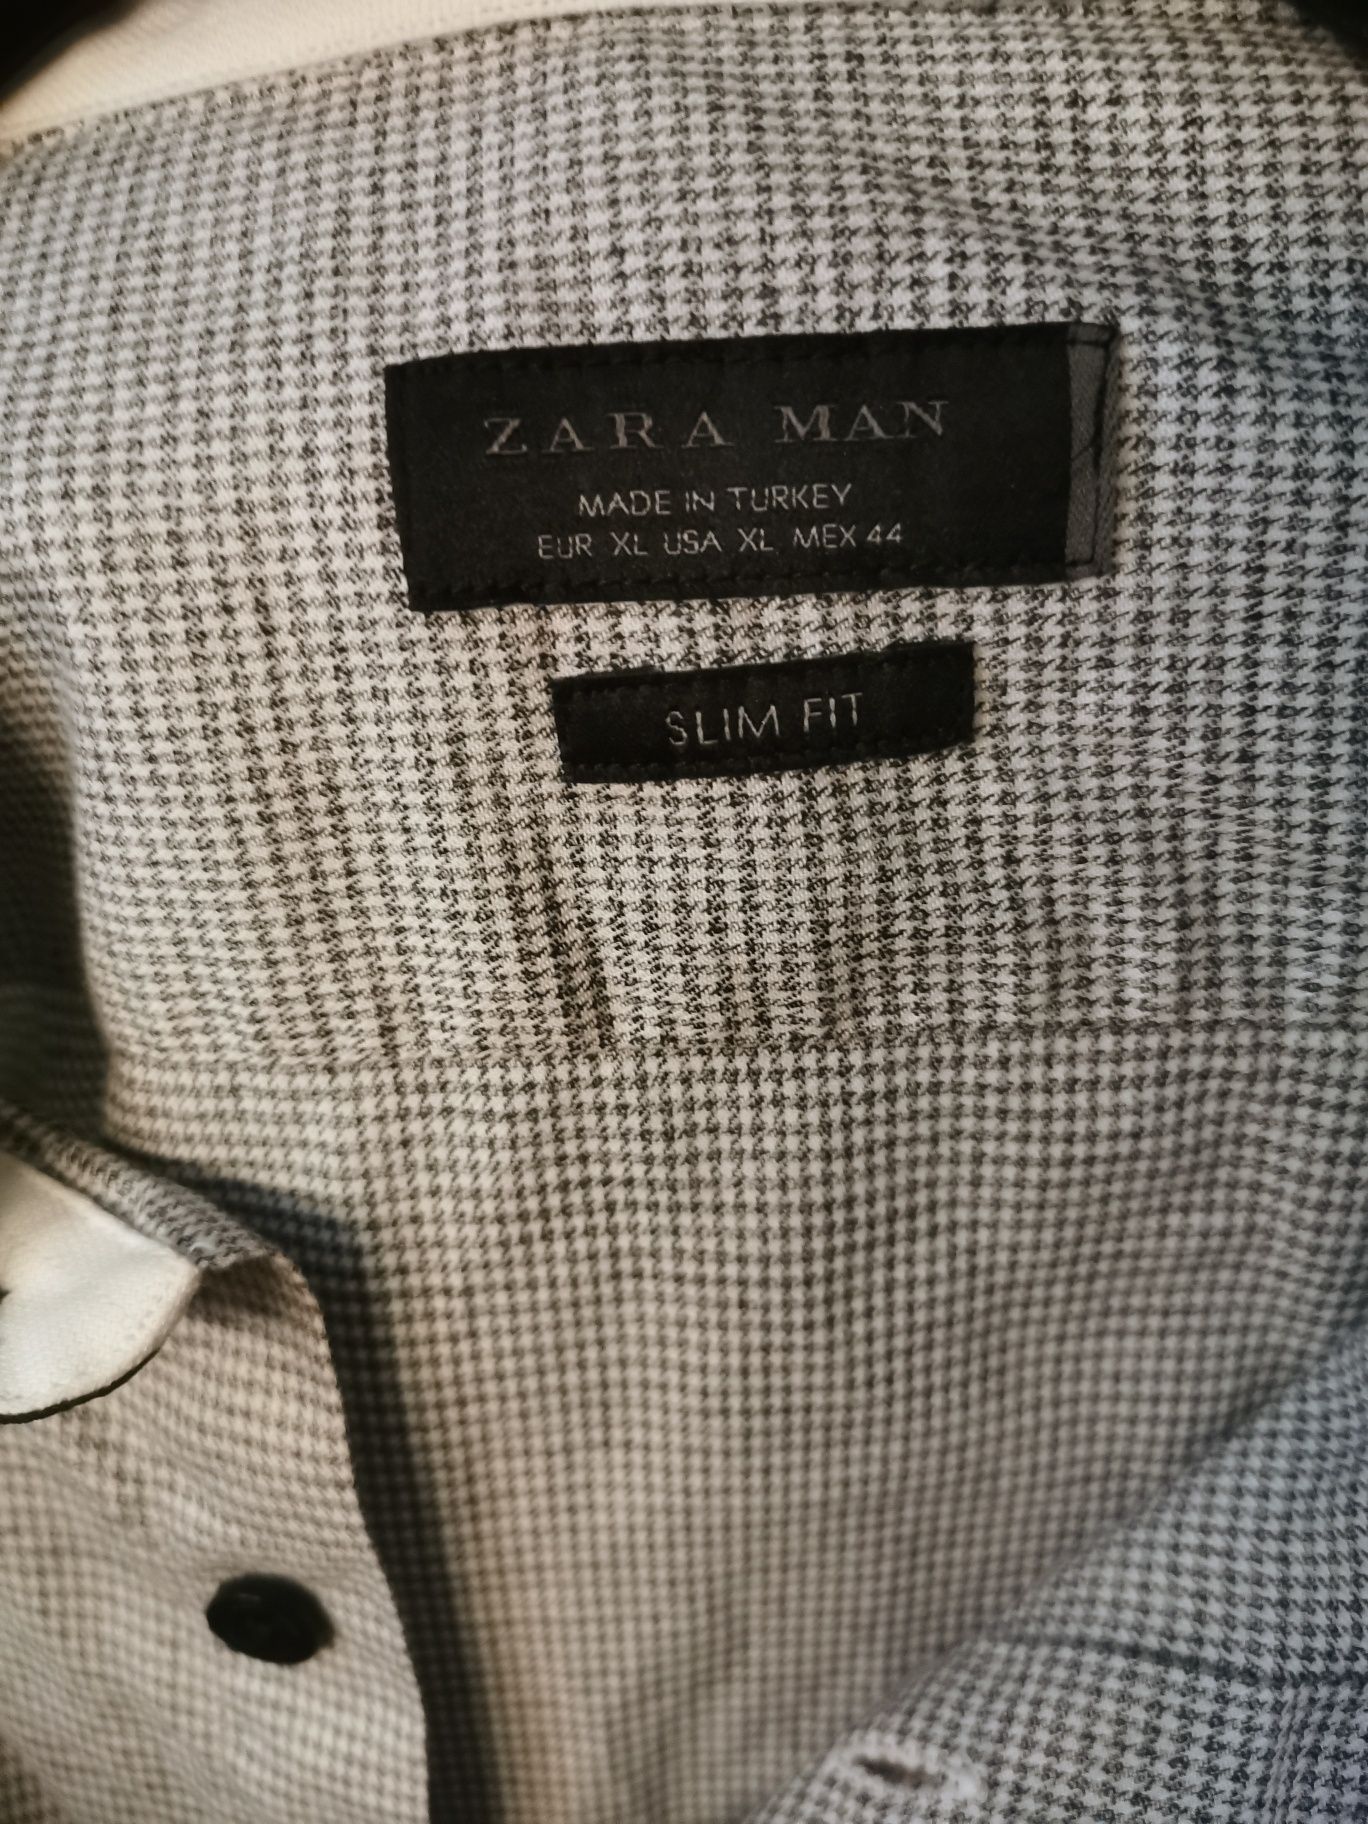 ZARA MAN
MADE IN TURKEY
EUR XL USA XL MEX 44
SLIM FIT